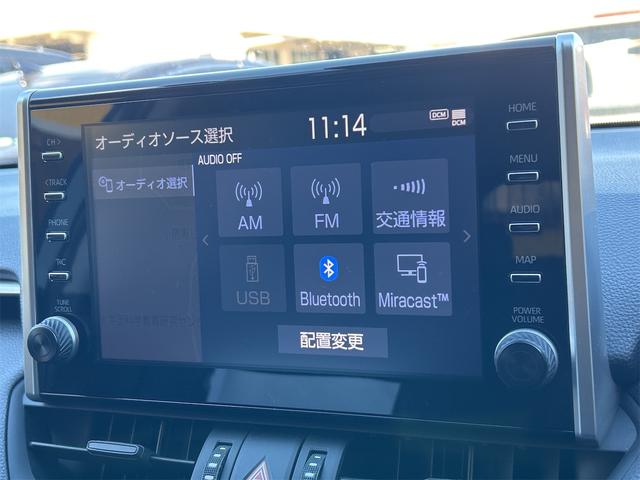 オーディオソース選択
11:14
DCM
DCM
AUDIO OFF
オーディオ選択
AM
FM
交通情報
USB
Bluetooth
Miracast™
配置変更
CH >
< TRACK
PHONE
TUNE
SCROLL
HOME
MENU
AUDIO
MAP
POWER
VOLUME